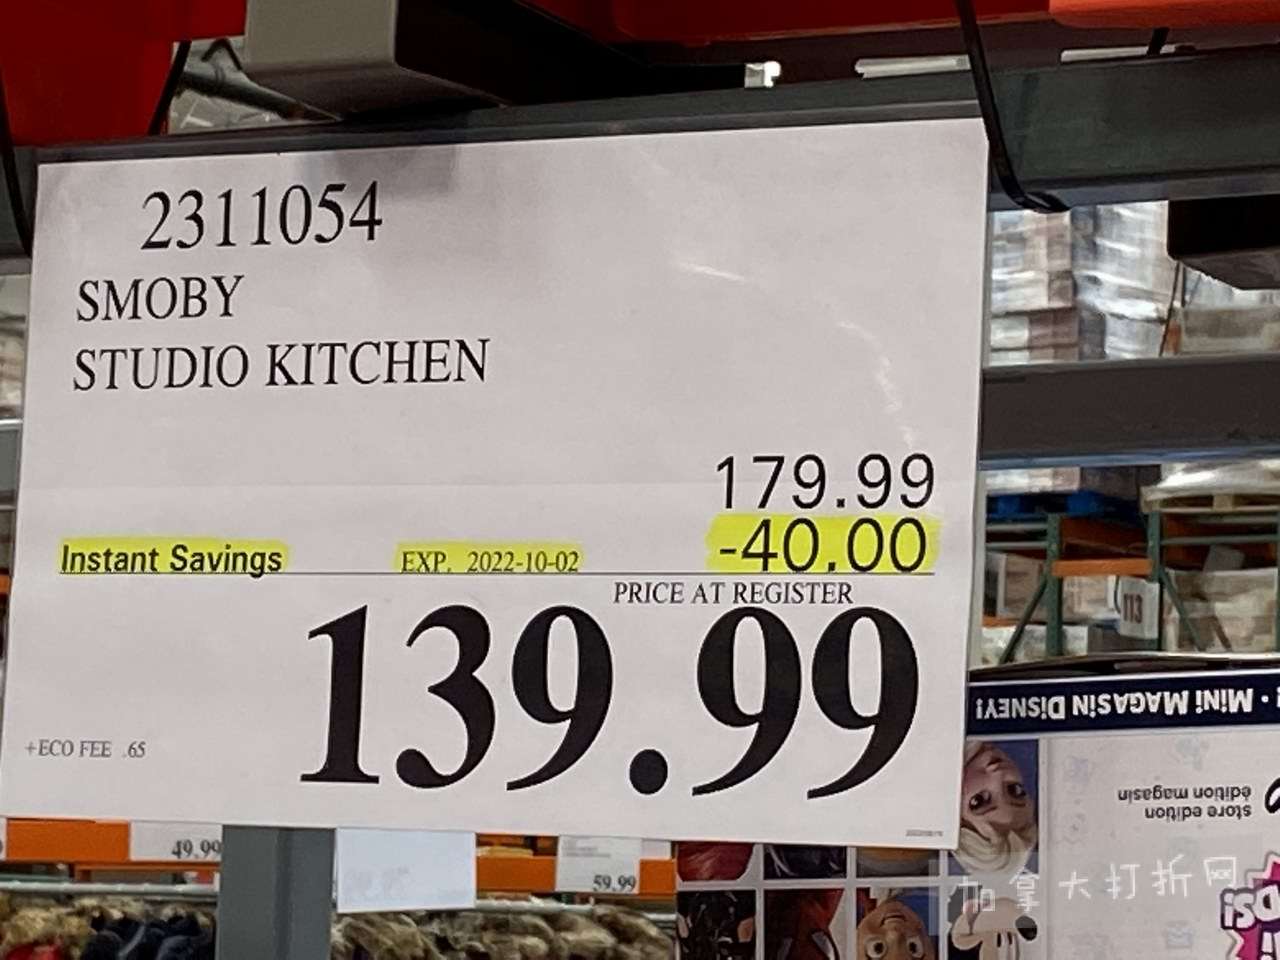 2311054
SMOBY
STUDIO KITCHEN
179.99
Instant Savings EXP. 2022-10-02 -40.00
PRICE AT REGISTER
139.99
+ECO FEE .65
49.99
59.99
113
MiNi MAGASiN DiSNEY!
store edition
édition magasin
加拿大打折网